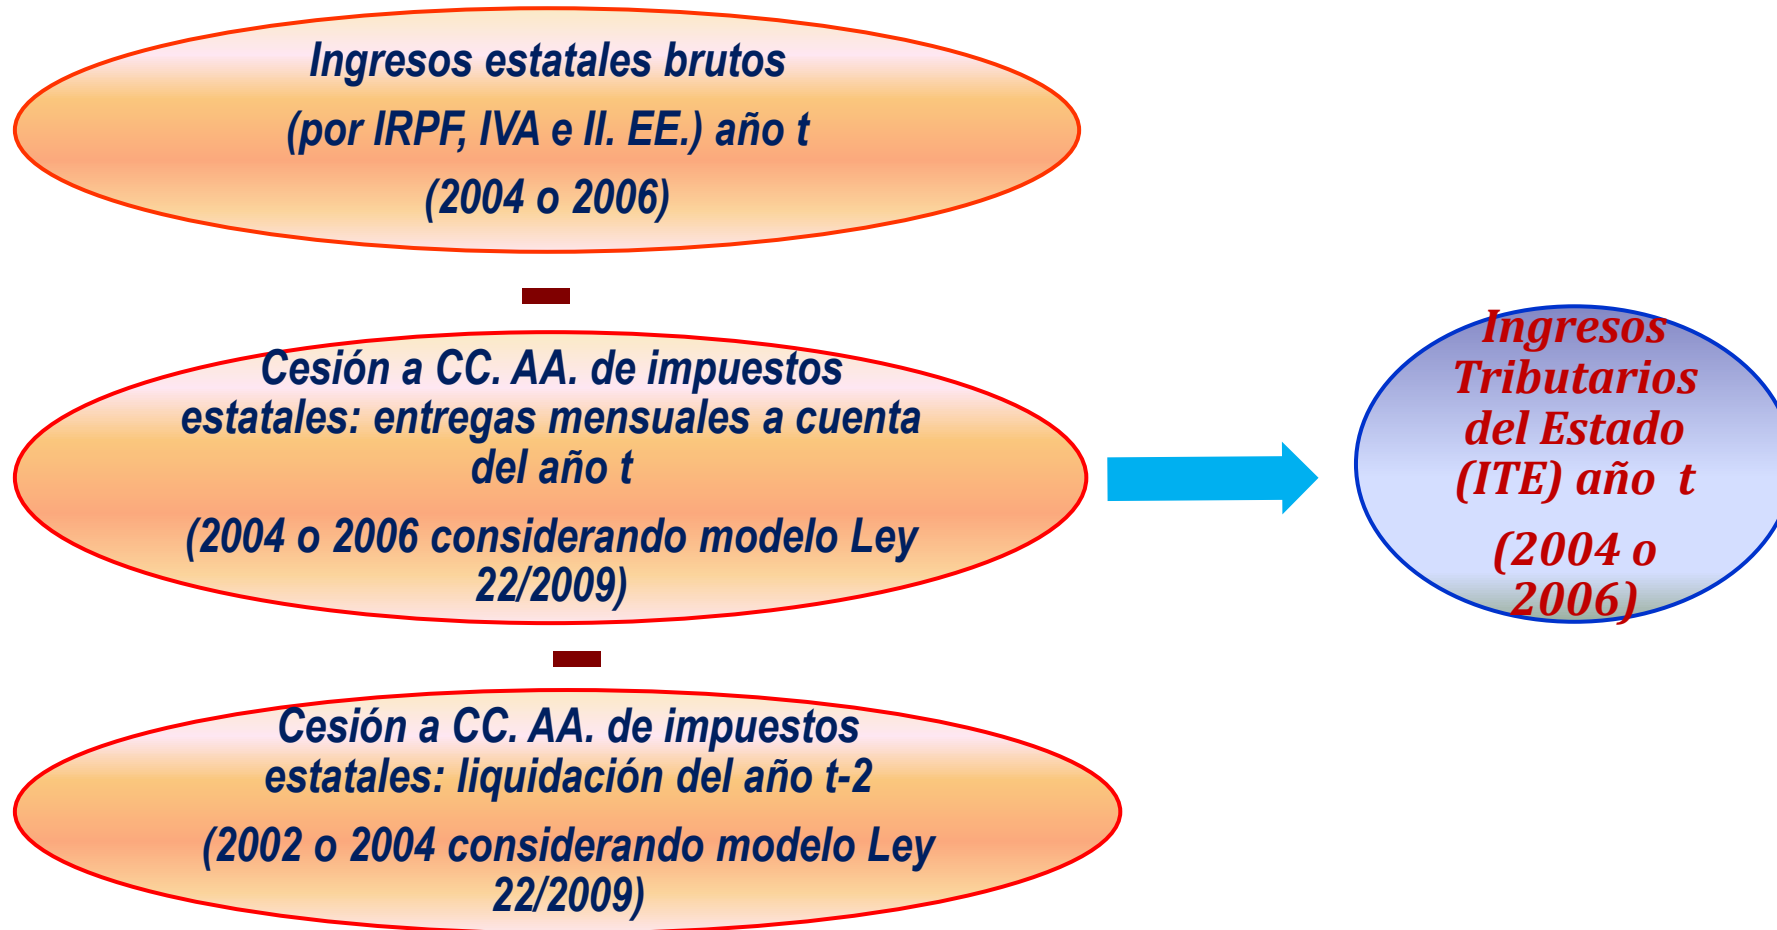 Ingresos estatales brutos
(por IRPF, IVA e II. EE.) año t
(2004 o 2006)
Cesión a CC. AA. de impuestos
estatales: entregas mensuales a cuenta
del año t
(2004 o 2006 considerando modelo Ley
22/2009)
Cesión a CC. AA. de impuestos
estatales: liquidación del año t-2
(2002 o 2004 considerando modelo Ley
22/2009)
Ingresos
Tributarios
del Estado
(ITE) año t
(2004 o
2006)